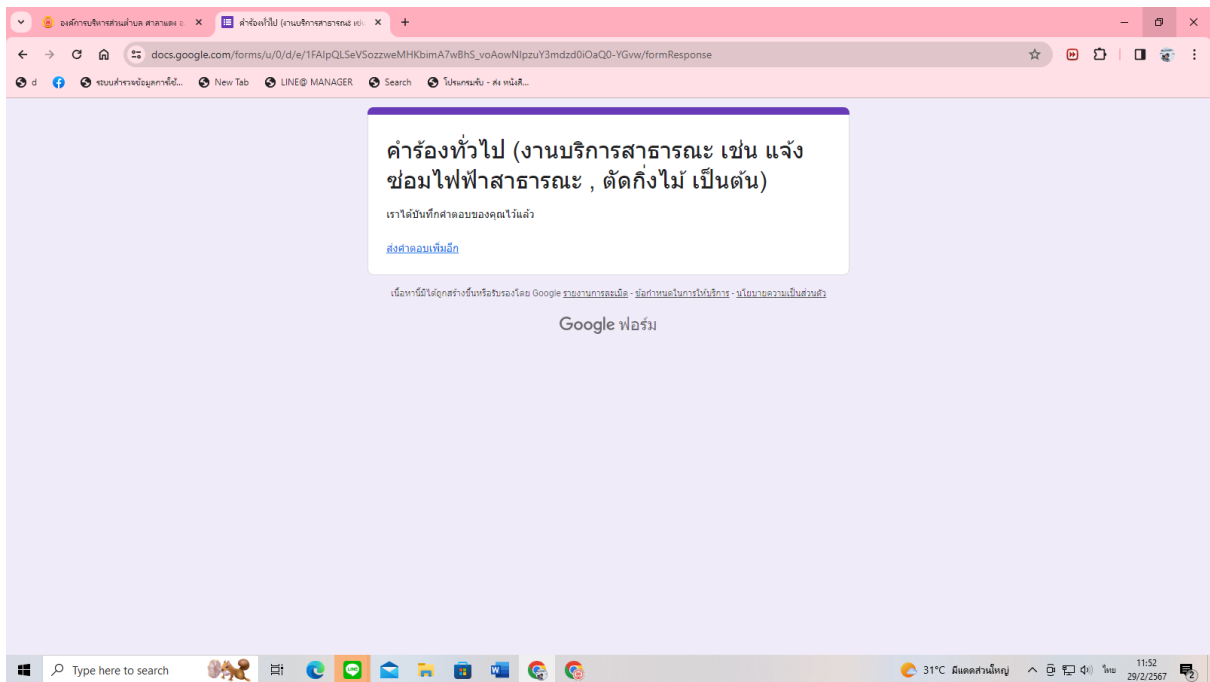 องค์การบริหารส่วนตำบล ศาลาแดง อ.
คำร้องทั่วไป (งานบริการสาธารณะ เช่น
docs.google.com/forms/u/0/d/e/1FAIpQLSeVSozzweMHKbimA7wBhS_voAowNlpzuY3mdzd0iOaQ0-YGvw/formResponse
d
ระบบสำรวจข้อมูลการใช้...
New Tab
LINE@ MANAGER
Search
โปรแกรมรับ - ส่ง หนังสื...
คำร้องทั่วไป (งานบริการสาธารณะ เช่น แจ้ง
ซ่อมไฟฟ้าสาธารณะ , ตัดกิ่งไม้ เป็นต้น)
เราได้บันทึกคำตอบของคุณไว้แล้ว
ส่งคำตอบเพิ่มอีก
เนื้อหานี้มิได้ถูกสร้างขึ้นหรือรับรองโดย Google รายงานการละเมิด - ข้อกำหนดในการให้บริการ - นโยบายความเป็นส่วนตัว
Google ฟอร์ม
Type here to search
31°C มีแดดส่วนใหญ่
ไทย
11:52
29/2/2567
2